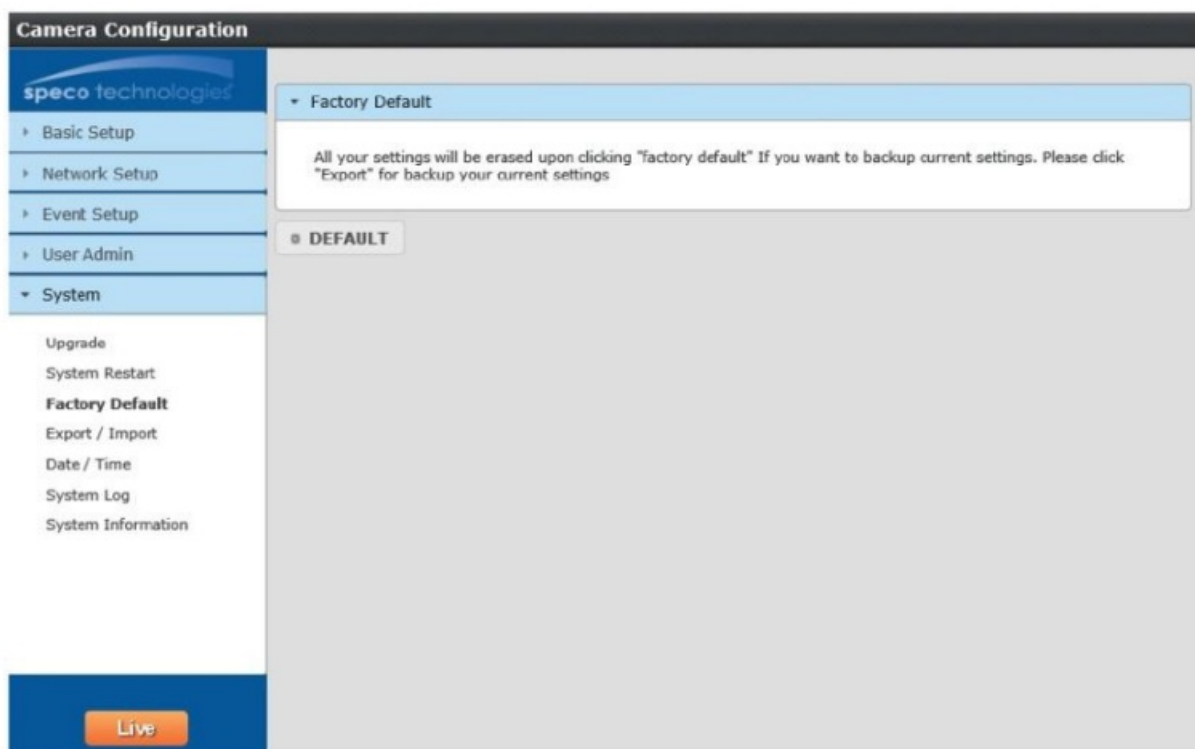 Camera Configuration
speco technologies
Basic Setup
Network Setup
Event Setup
User Admin
System
Upgrade
System Restart
Factory Default
Export / Import
Date / Time
System Log
System Information
Live
Factory Default
All your settings will be erased upon clicking "factory default" If you want to backup current settings. Please click
"Export" for backup your current settings
DEFAULT